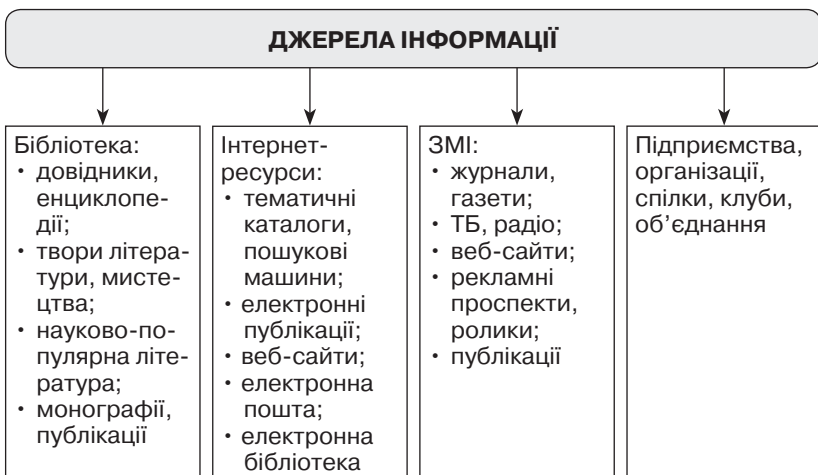 ДЖЕРЕЛА ІНФОРМАЦІЇ
Бібліотека:
• довідники,
енциклопе-
дії;
• твори літера-
тури, мисте-
цтва;
• науково-по-
пулярна літе-
ратура;
• монографії,
публікації
Інтернет-
ресурси:
• тематичні
каталоги,
пошукові
машини;
• електронні
публікації;
• веб-сайти;
• електронна
пошта;
• електронна
бібліотека
ЗМІ:
• журнали,
газети;
• ТБ, радіо;
• веб-сайти;
• рекламні
проспекти,
ролики;
• публікації
Підприємства,
організації,
спілки, клуби,
об’єднання